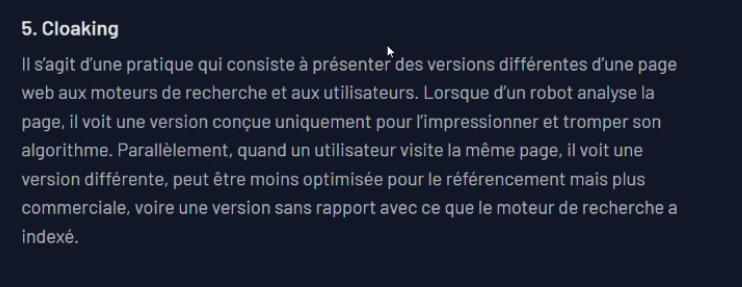 5. Cloaking
Il s’agit d’une pratique qui consiste à présenter des versions différentes d’une page
web aux moteurs de recherche et aux utilisateurs. Lorsque d’un robot analyse la
page, il voit une version conçue uniquement pour l’impressionner et tromper son
algorithme. Parallèlement, quand un utilisateur visite la même page, il voit une
version différente, peut être moins optimisée pour le référencement mais plus
commerciale, voire une version sans rapport avec ce que le moteur de recherche a
indexé.